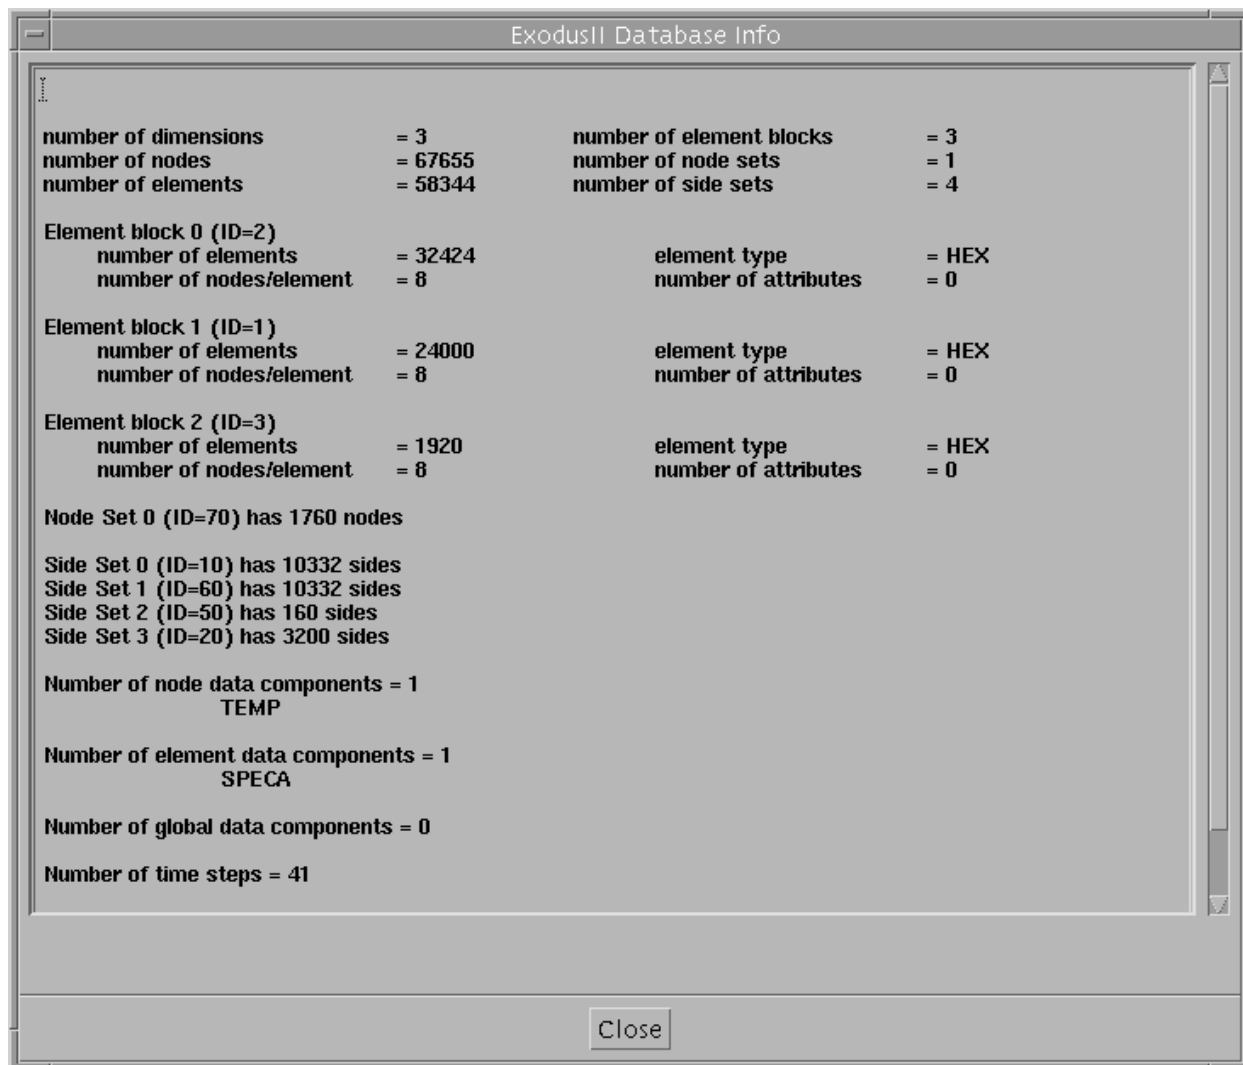 ExodusII Database Info
number of dimensions = 3 number of element blocks = 3
number of nodes = 67655 number of node sets = 1
number of elements = 58344 number of side sets = 4
Element block 0 (ID=2)
number of elements = 32424 element type = HEX
number of nodes/element = 8 number of attributes = 0
Element block 1 (ID=1)
number of elements = 24000 element type = HEX
number of nodes/element = 8 number of attributes = 0
Element block 2 (ID=3)
number of elements = 1920 element type = HEX
number of nodes/element = 8 number of attributes = 0
Node Set 0 (ID=70) has 1760 nodes
Side Set 0 (ID=10) has 10332 sides
Side Set 1 (ID=60) has 10332 sides
Side Set 2 (ID=50) has 160 sides
Side Set 3 (ID=20) has 3200 sides
Number of node data components = 1
TEMP
Number of element data components = 1
SPECA
Number of global data components = 0
Number of time steps = 41
Close